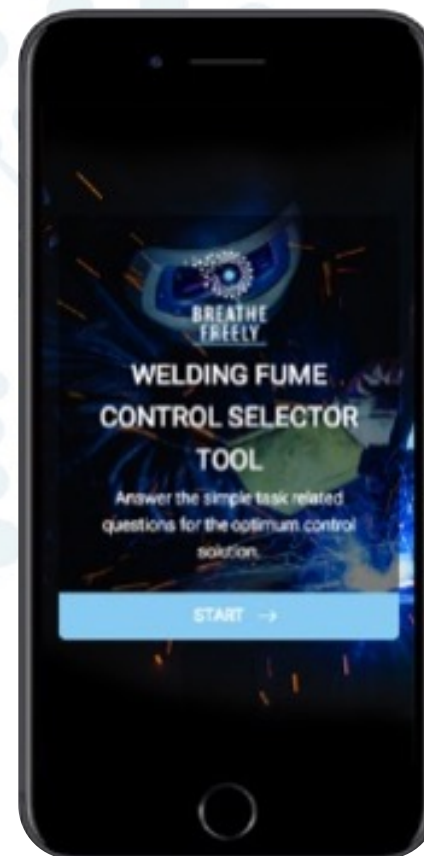 BREATHE
FREELY
WELDING FUME
CONTROL SELECTOR
TOOL
Answer the simple task related
questions for the optimum control
solution.
START →